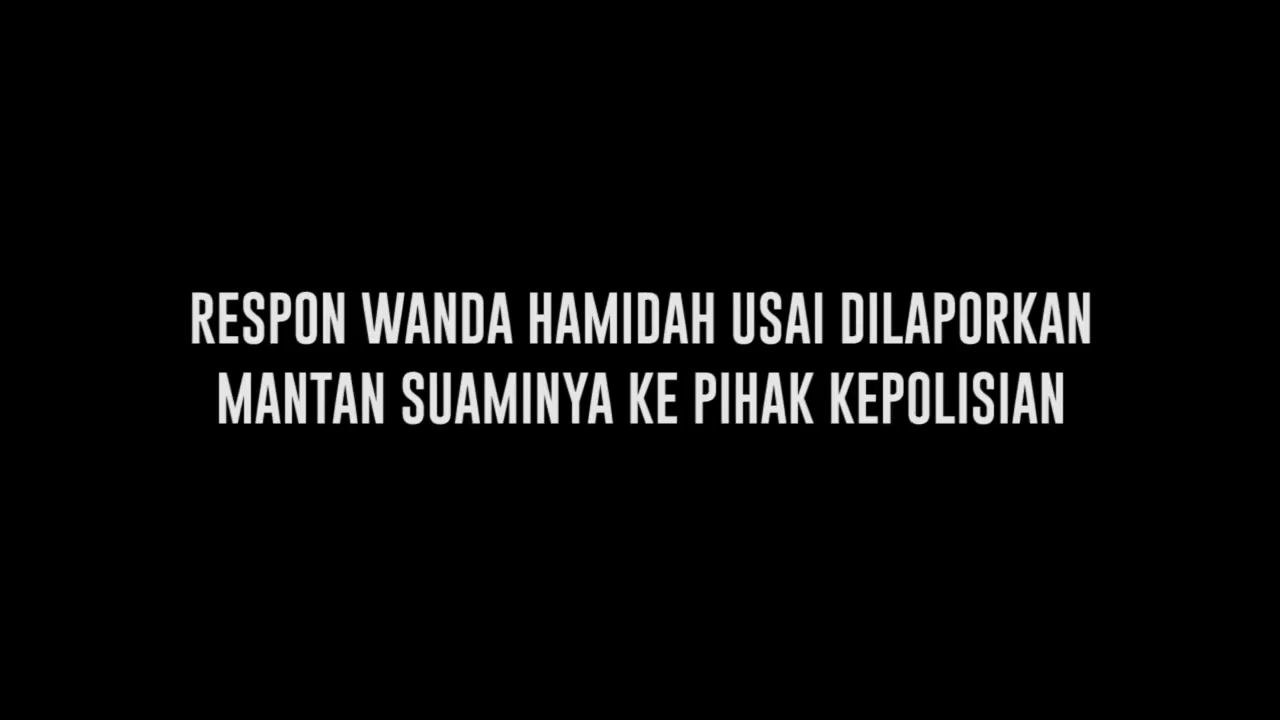 RESPON WANDA HAMIDAH USAI DILAPORKAN
MANTAN SUAMINYA KE PIHAK KEPOLISIAN